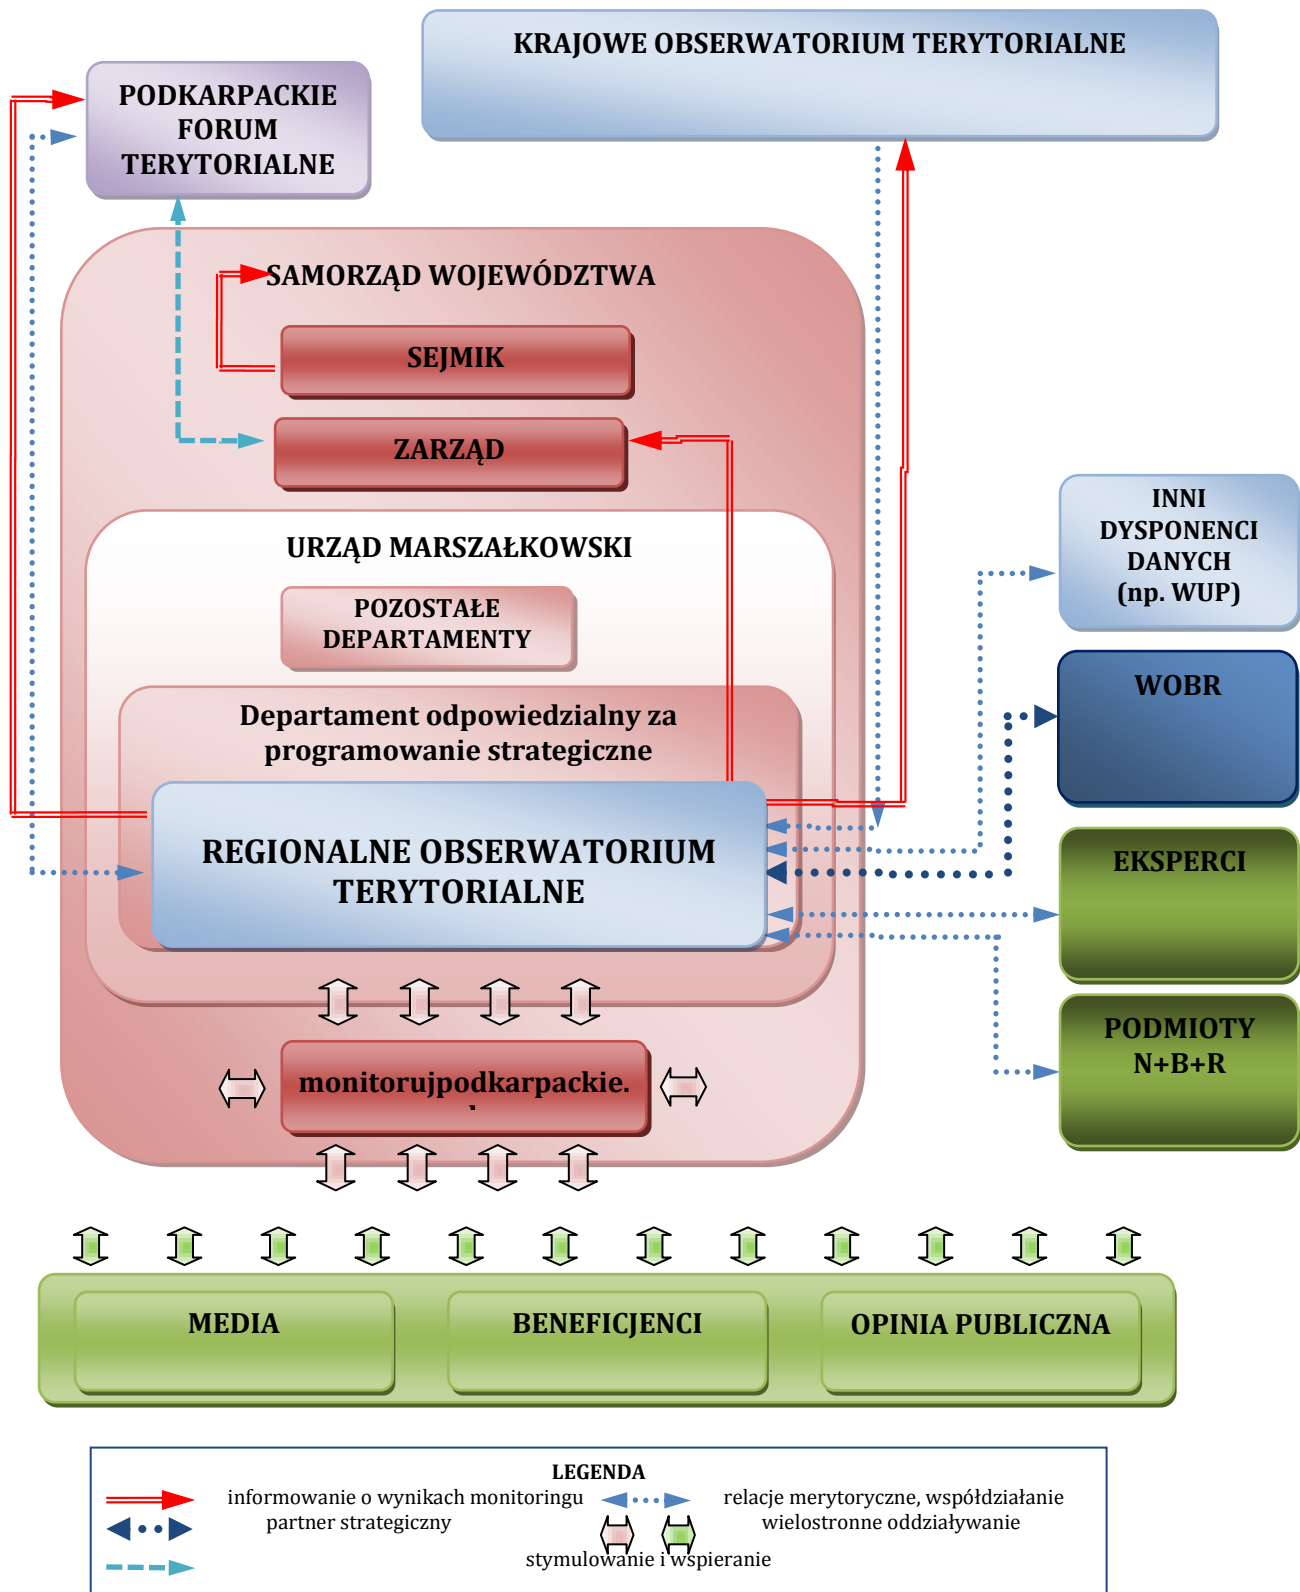 KRAJOWE OBSERWATORIUM TERYTORIALNE
PODKARPACKIE
FORUM
TERYTORIALNE
SAMORZĄD WOJEWÓDZTWA
SEJMIK
ZARZĄD
URZĄD MARSZAŁKOWSKI
POZOSTAŁE
DEPARTAMENTY
Departament odpowiedzialny za
programowanie strategiczne
REGIONALNE OBSERWATORIUM
TERYTORIALNE
INNI
DYSPONENCI
DANYCH
(np. WUP)
WOBR
EKSPERCI
PODMIOTY
N+B+R
monitorujpodkarpackie.
MEDIA
BENEFICJENCI
OPINIA PUBLICZNA
LEGENDA
informowanie o wynikach monitoringu
relacje merytoryczne, współdziałanie
partner strategiczny
wielostronne oddziaływanie
stymulowanie i wspieranie